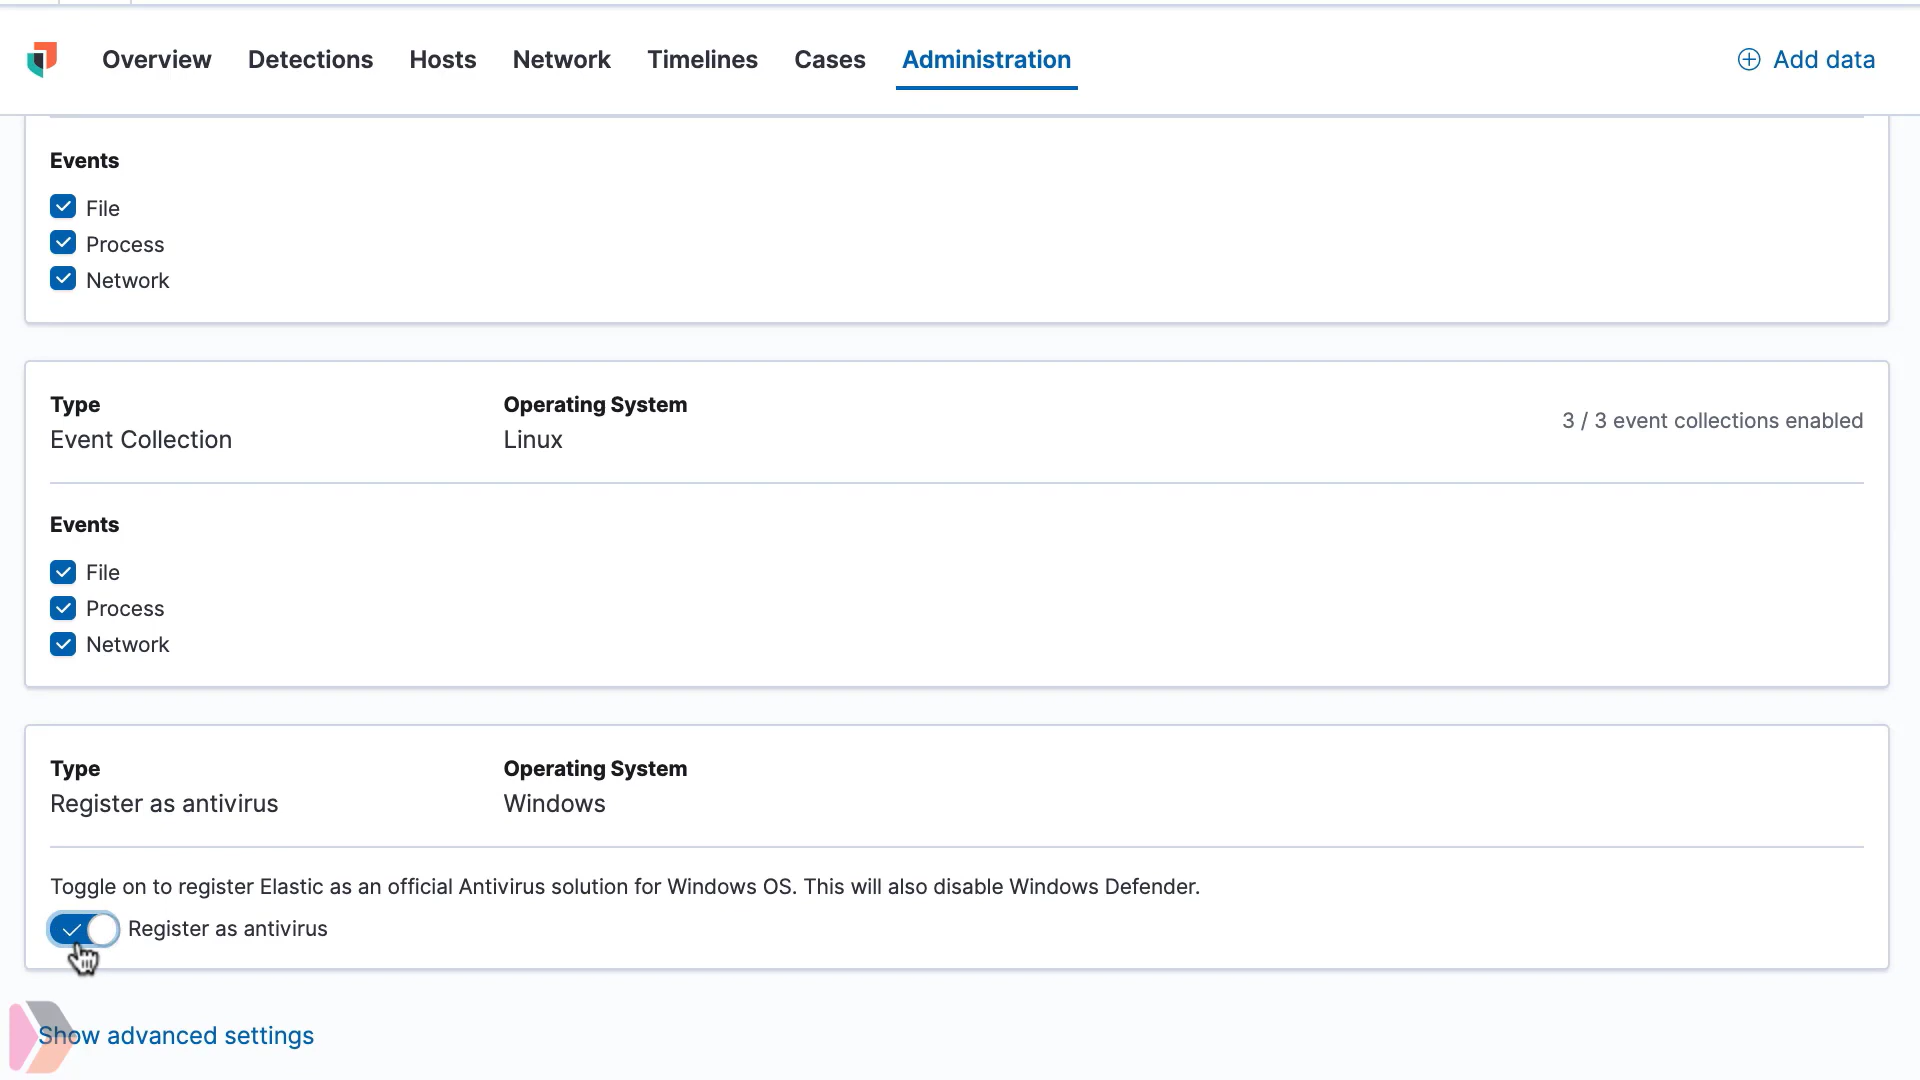 Overview Detections Hosts Network Timelines Cases Administration Add data
Events
File
Process
Network
Type Operating System
Event Collection Linux
3 / 3 event collections enabled
Events
File
Process
Network
Type Operating System
Register as antivirus Windows
Toggle on to register Elastic as an official Antivirus solution for Windows OS. This will also disable Windows Defender.
Register as antivirus
Show advanced settings